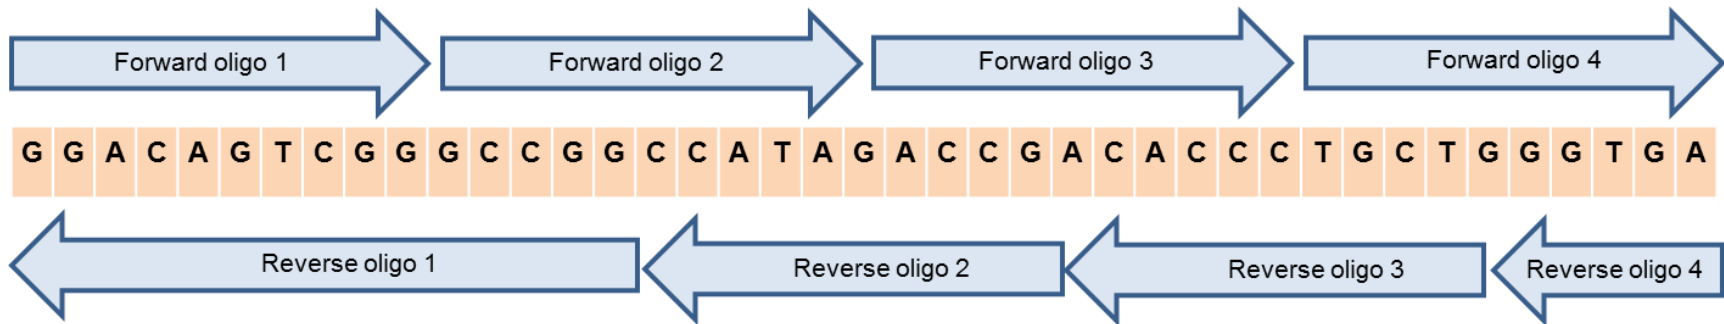 Forward oligo 1 Forward oligo 2 Forward oligo 3 Forward oligo 4
G G A C A G T C G G G C C G G C C A T A G A C C G A C A C C C T G C T G G G T G A
Reverse oligo 1 Reverse oligo 2 Reverse oligo 3 Reverse oligo 4